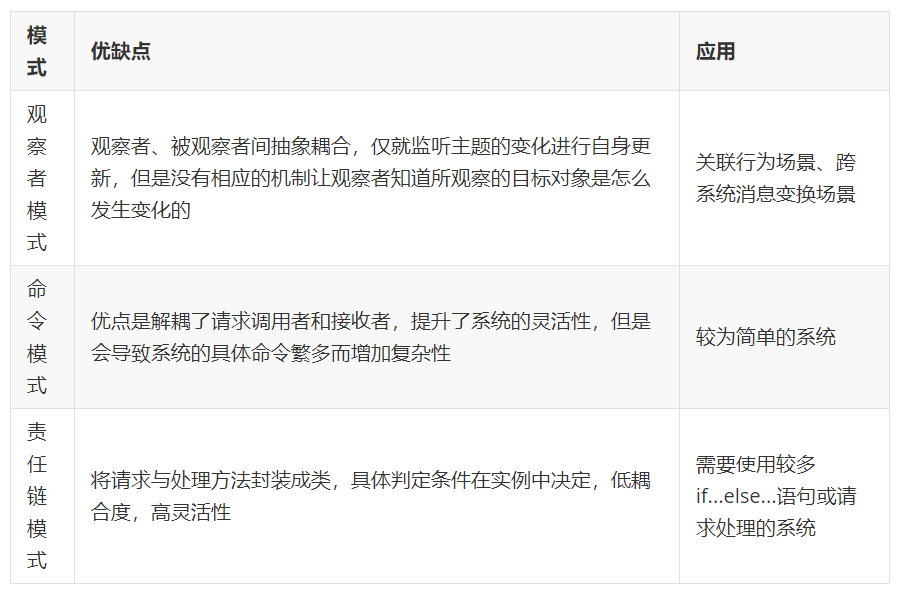 模
式
优缺点
应用
观
察
者
模
式
观察者、被观察者间抽象耦合，仅就监听主题的变化进行自身更
新，但是没有相应的机制让观察者知道所观察的目标对象是怎么
发生变化的
关联行为场景、跨
系统消息变换场景
命
令
模
式
优点是解耦了请求调用者和接收者，提升了系统的灵活性，但是
会导致系统的具体命令繁多而增加复杂性
较为简单的系统
责
任
链
模
式
将请求与处理方法封装成类，具体判定条件在实例中决定，低耦
合度，高灵活性
需要使用较多
if...else...语句或请
求处理的系统